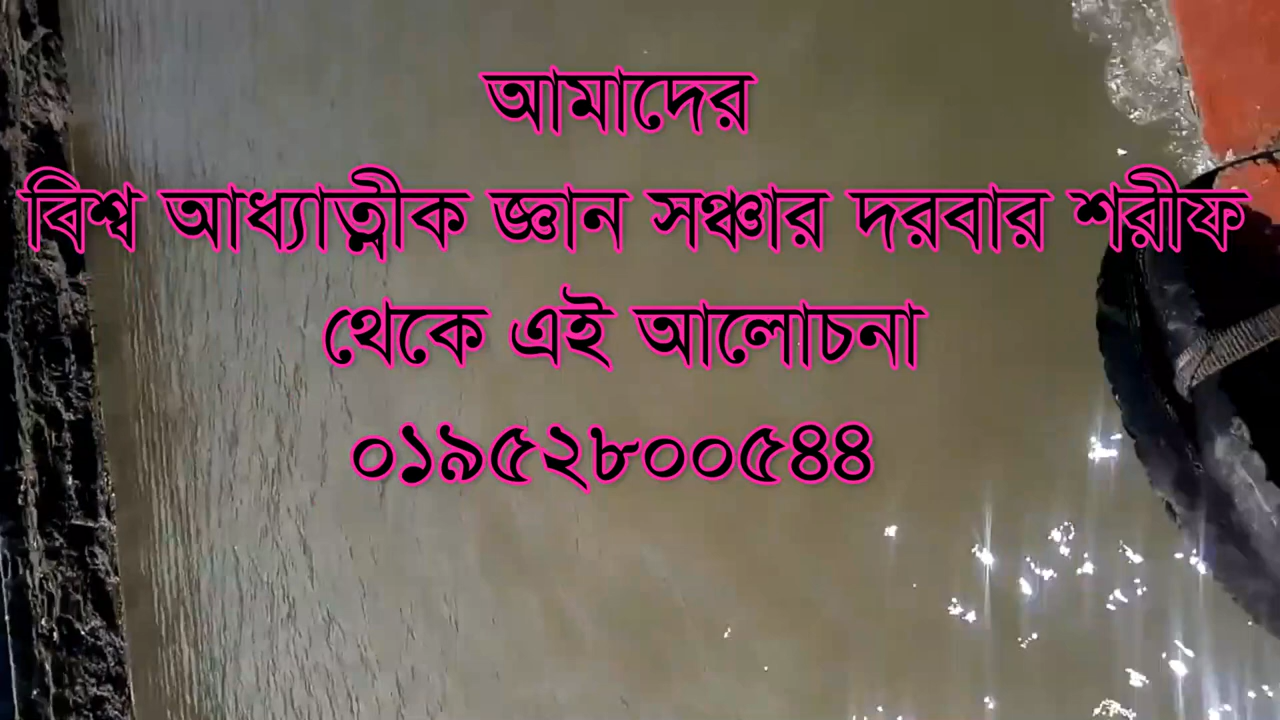 আমাদের
বিশ্ব আধ্যাত্নীক জ্ঞান সঞ্চার দরবার শরীফ
থেকে এই আলোচনা
০১৯৫২৮০০৫৪৪